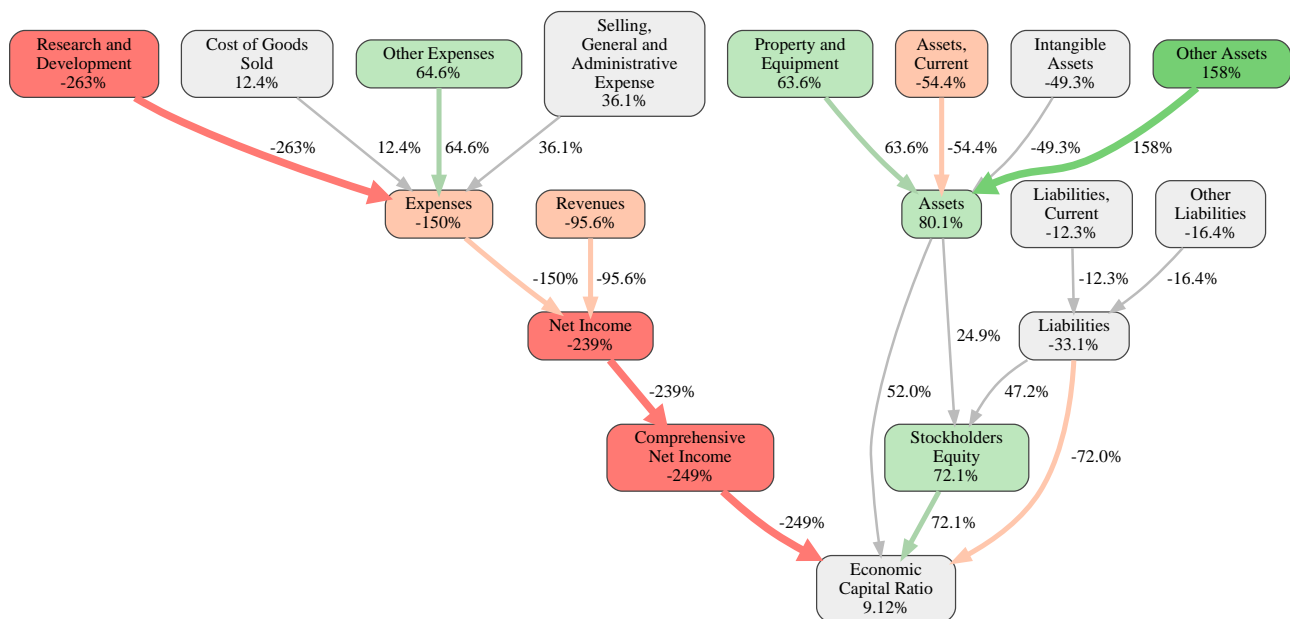 Research and
Development
-263%
Cost of Goods
Sold
12.4%
Other Expenses
64.6%
Selling,
General and
Administrative
Expense
36.1%
Property and
Equipment
63.6%
Assets,
Current
-54.4%
Intangible
Assets
-49.3%
Other Assets
158%
-263%
12.4%
64.6%
36.1%
63.6%
-54.4%
-49.3%
158%
Expenses
-150%
Revenues
-95.6%
Assets
80.1%
Liabilities,
Current
-12.3%
Other
Liabilities
-16.4%
-150%
-95.6%
-12.3%
-16.4%
Net Income
-239%
24.9%
Liabilities
-33.1%
-239%
52.0%
47.2%
Comprehensive
Net Income
-249%
Stockholders
Equity
72.1%
-72.0%
-249%
72.1%
Economic
Capital Ratio
9.12%